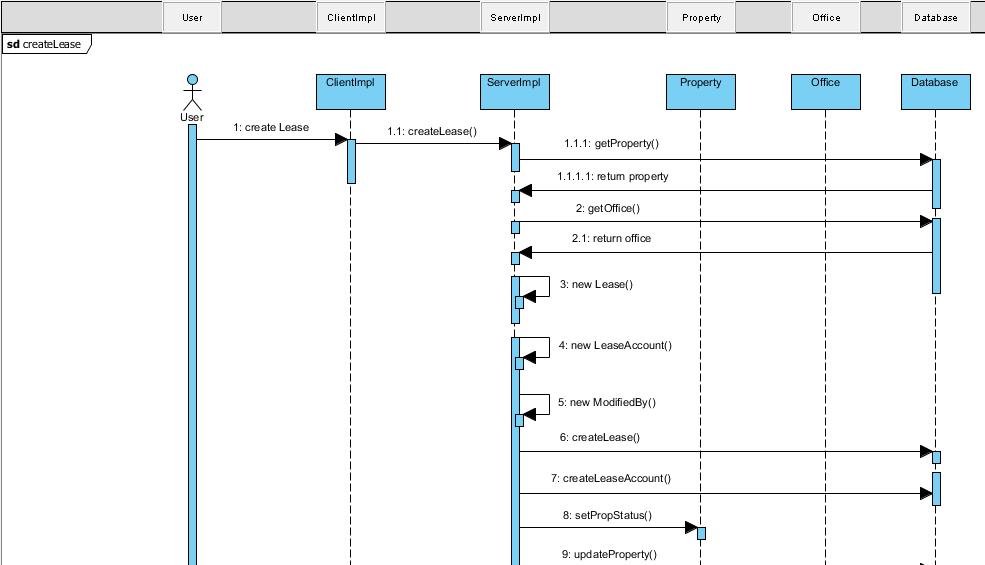 User ClientImpl ServerImpl Property Office Database
sd createLease
ClientImpl ServerImpl Property Office Database
User
1: create Lease
1.1: createLease()
1.1.1: getProperty()
1.1.1.1: return property
2: getOffice()
2.1: return office
3: new Lease()
4: new LeaseAccount()
5: new ModifiedBy()
6: createLease()
7: createLeaseAccount()
8: setPropStatus()
9: updateProperty()